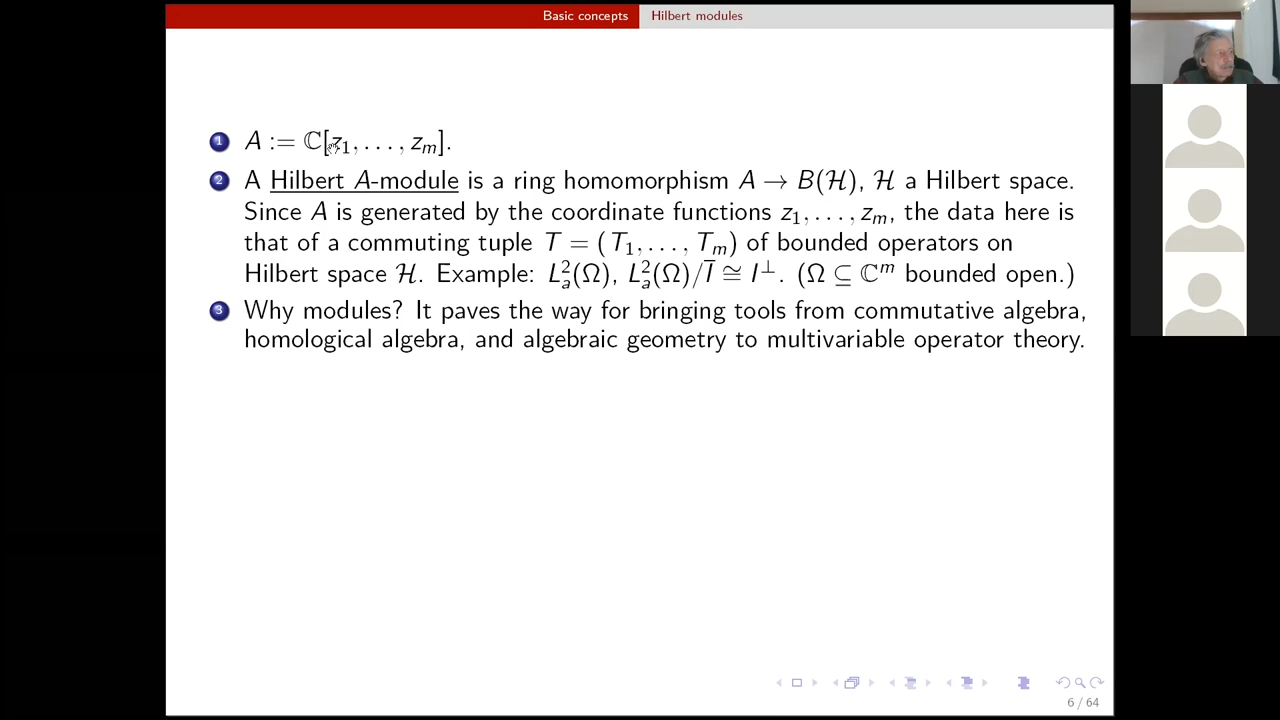 Basic concepts Hilbert modules
1 A := ℂ[z₁, . . . , zₘ].
2 A Hilbert A-module is a ring homomorphism A → B(ℋ), ℋ a Hilbert space.
Since A is generated by the coordinate functions z₁, . . . , zₘ, the data here is
that of a commuting tuple T = (T₁, . . . , Tₘ) of bounded operators on
Hilbert space ℋ. Example: L²ₐ(Ω), L²ₐ(Ω)/I̅ ≅ I^⊥. (Ω ⊆ ℂᵐ bounded open.)
3 Why modules? It paves the way for bringing tools from commutative algebra,
homological algebra, and algebraic geometry to multivariable operator theory.
6 / 64